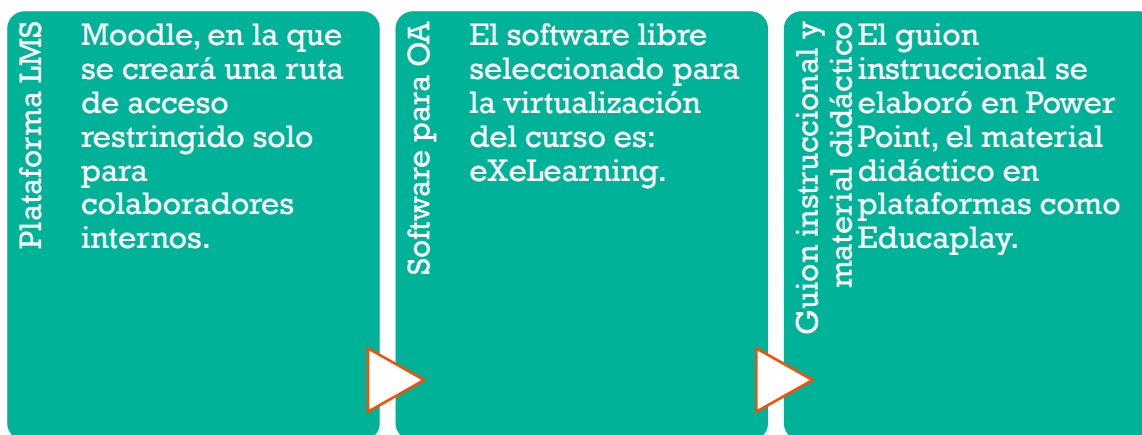 Plataforma LMS
Moodle, en la que
se creará una ruta
de acceso
restringido solo
para
colaboradores
internos.
Software para OA
El software libre
seleccionado para
la virtualización
del curso es:
eXeLearning.
Guion instruccional y
material didáctico
El guion
instruccional se
elaboró en Power
Point, el material
didáctico en
plataformas como
Educaplay.